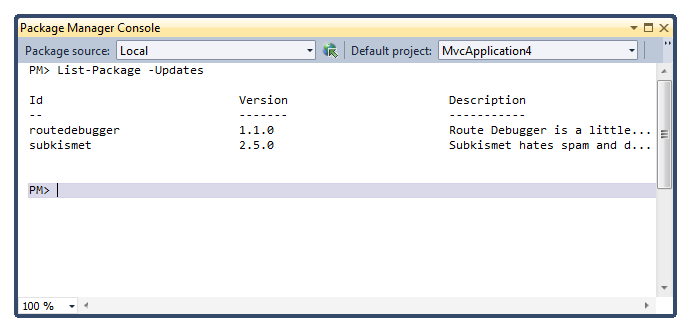 Package Manager Console
Package source: Local Default project: MvcApplication4
PM> List-Package -Updates
Id Version Description
-- ------- -----------
routedebugger 1.1.0 Route Debugger is a little...
subkismet 2.5.0 Subkismet hates spam and d...
PM>
100 %